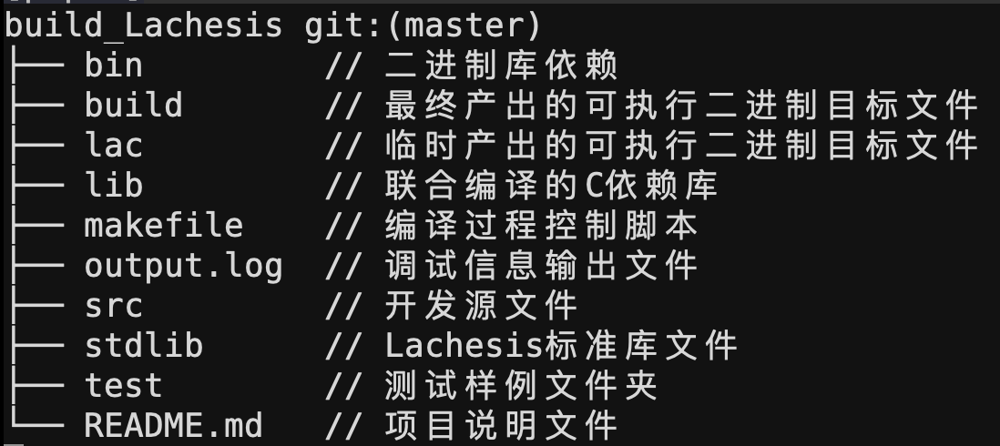 build_Lachesis git:(master)
├── bin // 二进制库依赖
├── build // 最终产出的可执行二进制目标文件
├── lac // 临时产出的可执行二进制目标文件
├── lib // 联合编译的C依赖库
├── makefile // 编译过程控制脚本
├── output.log // 调试信息输出文件
├── src // 开发源文件
├── stdlib // Lachesis标准库文件
├── test // 测试样例文件夹
└── README.md // 项目说明文件